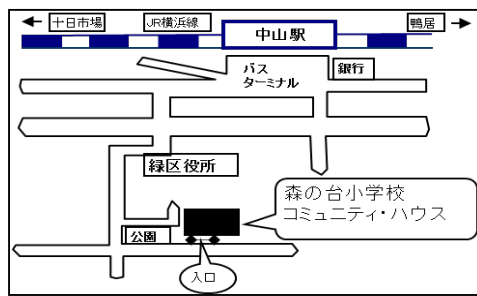 十日市場
JR横浜線
中山駅
鴨居
バス
ターミナル
銀行
緑区役所
森の台小学校
コミュニティ・ハウス
公園
入口